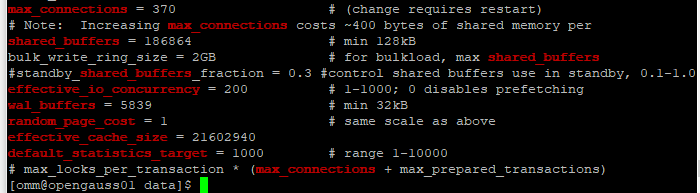 max_connections = 370 # (change requires restart)
# Note: Increasing max_connections costs ~400 bytes of shared memory per
shared_buffers = 186864 # min 128kB
bulk_write_ring_size = 2GB # for bulkload, max shared_buffers
#standby_shared_buffers_fraction = 0.3 #control shared buffers use in standby, 0.1-1.0
effective_io_concurrency = 200 # 1-1000; 0 disables prefetching
wal_buffers = 5839 # min 32kB
random_page_cost = 1 # same scale as above
effective_cache_size = 21602940
default_statistics_target = 1000 # range 1-10000
# max_locks_per_transaction * (max_connections + max_prepared_transactions)
[omm@opengauss01 data]$